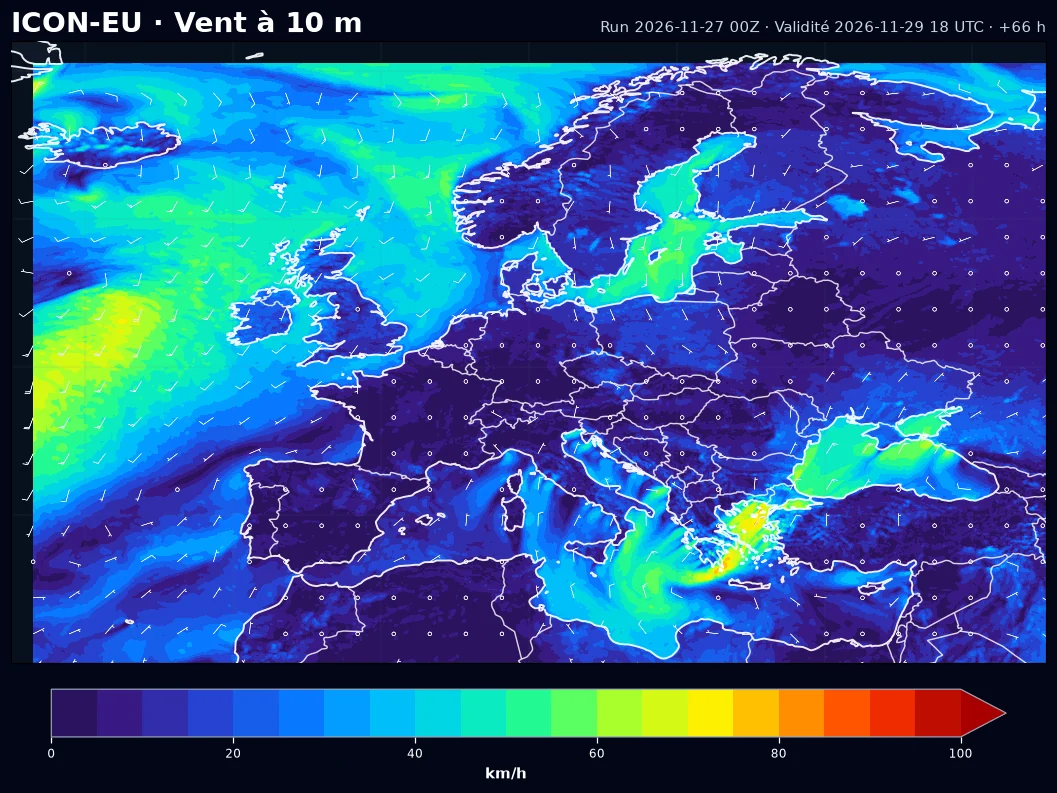 ICON-EU · Vent à 10 m
Run 2026-11-27 00Z · Validité 2026-11-29 18 UTC · +66 h
0 20 40 60 80 100
km/h